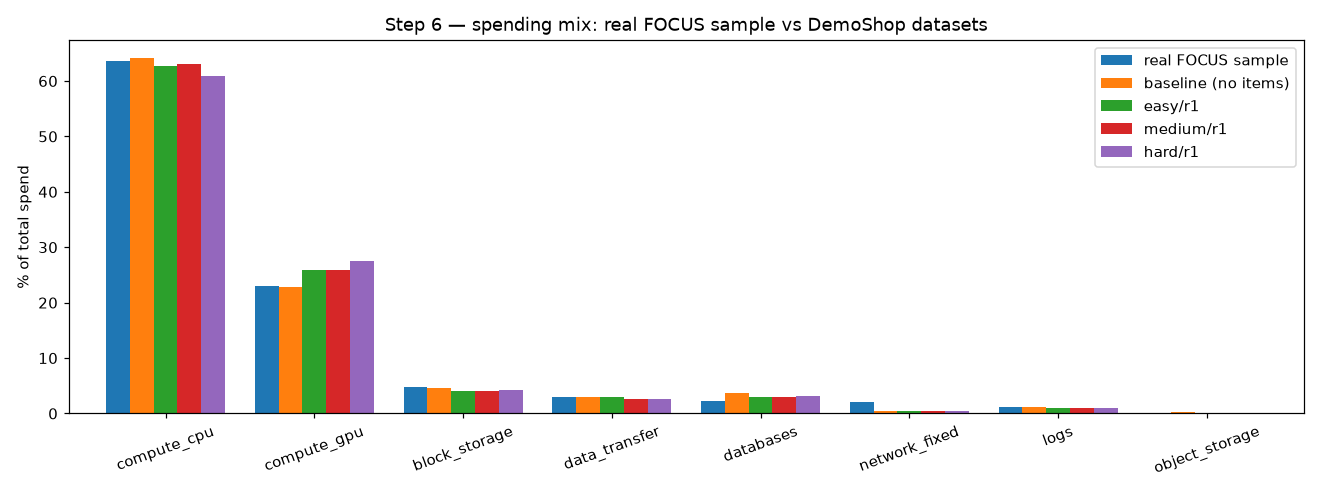 Step 6 — spending mix: real FOCUS sample vs DemoShop datasets
% of total spend
60
50
40
30
20
10
0
real FOCUS sample
baseline (no items)
easy/r1
medium/r1
hard/r1
compute_cpu
compute_gpu
block_storage
data_transfer
databases
network_fixed
logs
object_storage